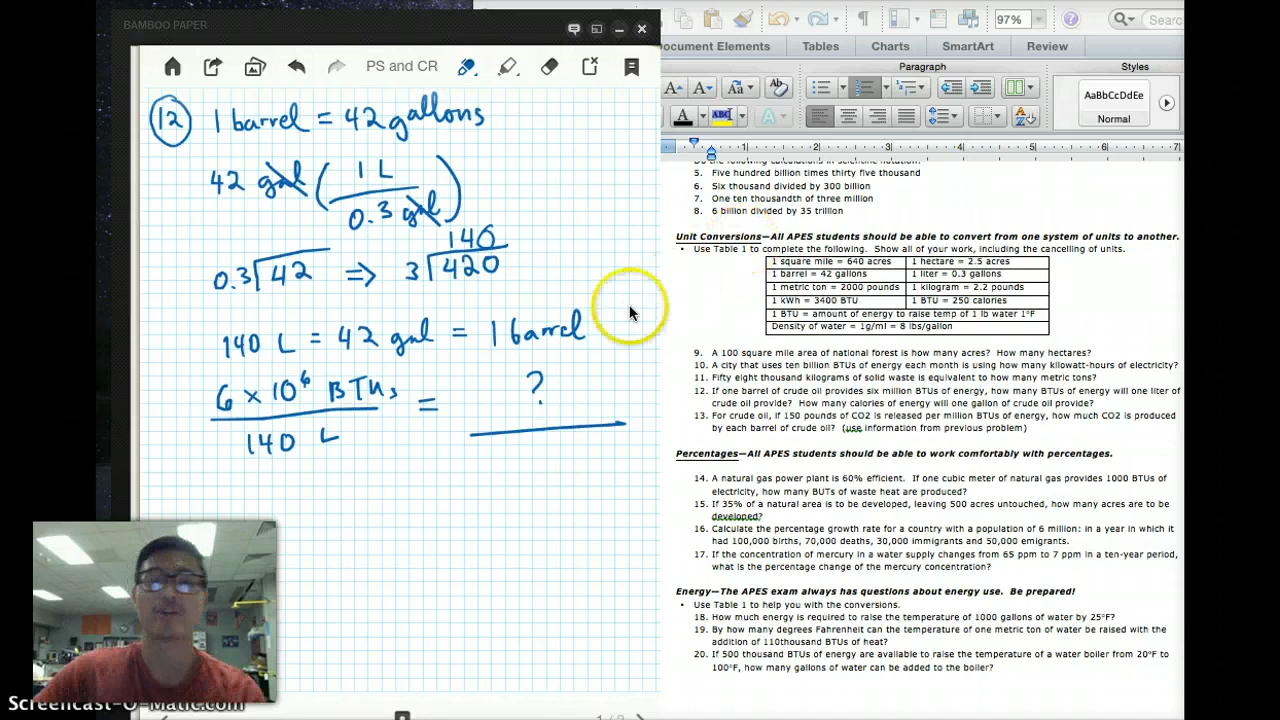 BAMBOO PAPER
PS and CR
12 1 barrel = 42 gallons
42 gal ( 1 L
0.3 gal )
140
0.3 42 ⇒ 3 420
140 L = 42 gal = 1 barrel
6 × 10⁶ BTUs = ?
140 L
1 / 2
97%
Searc
ocument Elements Tables Charts SmartArt Review
Paragraph Styles
Aa Abc
A ABC A
AaBbCcDdEe
Normal
1 2 3 4 5 6 7
5. Five hundred billion times thirty five thousand
6. Six thousand divided by 300 billion
7. One ten thousandth of three million
8. 6 billion divided by 35 trillion
Unit Conversions—All APES students should be able to convert from one system of units to another.
• Use Table 1 to complete the following. Show all of your work, including the cancelling of units.
1 square mile = 640 acres 1 hectare = 2.5 acres
1 barrel = 42 gallons 1 liter = 0.3 gallons
1 metric ton = 2000 pounds 1 kilogram = 2.2 pounds
1 kWh = 3400 BTU 1 BTU = 250 calories
1 BTU = amount of energy to raise temp of 1 lb water 1°F
Density of water = 1g/ml = 8 lbs/gallon
9. A 100 square mile area of national forest is how many acres? How many hectares?
10. A city that uses ten billion BTUs of energy each month is using how many kilowatt-hours of electricity?
11. Fifty eight thousand kilograms of solid waste is equivalent to how many metric tons?
12. If one barrel of crude oil provides six million BTUs of energy, how many BTUs of energy will one liter of
crude oil provide? How many calories of energy will one gallon of crude oil provide?
13. For crude oil, if 150 pounds of CO2 is released per million BTUs of energy, how much CO2 is produced
by each barrel of crude oil? (use information from previous problem)
Percentages—All APES students should be able to work comfortably with percentages.
14. A natural gas power plant is 60% efficient. If one cubic meter of natural gas provides 1000 BTUs of
electricity, how many BUTs of waste heat are produced?
15. If 35% of a natural area is to be developed, leaving 500 acres untouched, how many acres are to be
developed?
16. Calculate the percentage growth rate for a country with a population of 6 million: in a year in which it
had 100,000 births, 70,000 deaths, 30,000 immigrants and 50,000 emigrants.
17. If the concentration of mercury in a water supply changes from 65 ppm to 7 ppm in a ten-year period,
what is the percentage change of the mercury concentration?
Energy—The APES exam always has questions about energy use. Be prepared!
• Use Table 1 to help you with the conversions.
18. How much energy is required to raise the temperature of 1000 gallons of water by 25°F?
19. By how many degrees Fahrenheit can the temperature of one metric ton of water be raised with the
addition of 110thousand BTUs of heat?
20. If 500 thousand BTUs of energy are available to raise the temperature of a water boiler from 20°F to
100°F, how many gallons of water can be added to the boiler?
Screencast-O-Matic.com